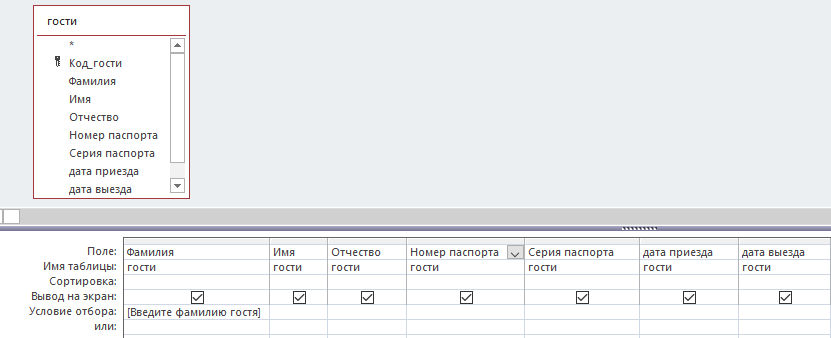 гости
*
Код_гости
Фамилия
Имя
Отчество
Номер паспорта
Серия паспорта
дата приезда
дата выезда
Поле: Фамилия Имя Отчество Номер паспорта Серия паспорта дата приезда дата выезда
Имя таблицы: гости гости гости гости гости гости гости
Сортировка:
Вывод на экран:
Условие отбора: [Введите фамилию гостя]
или: